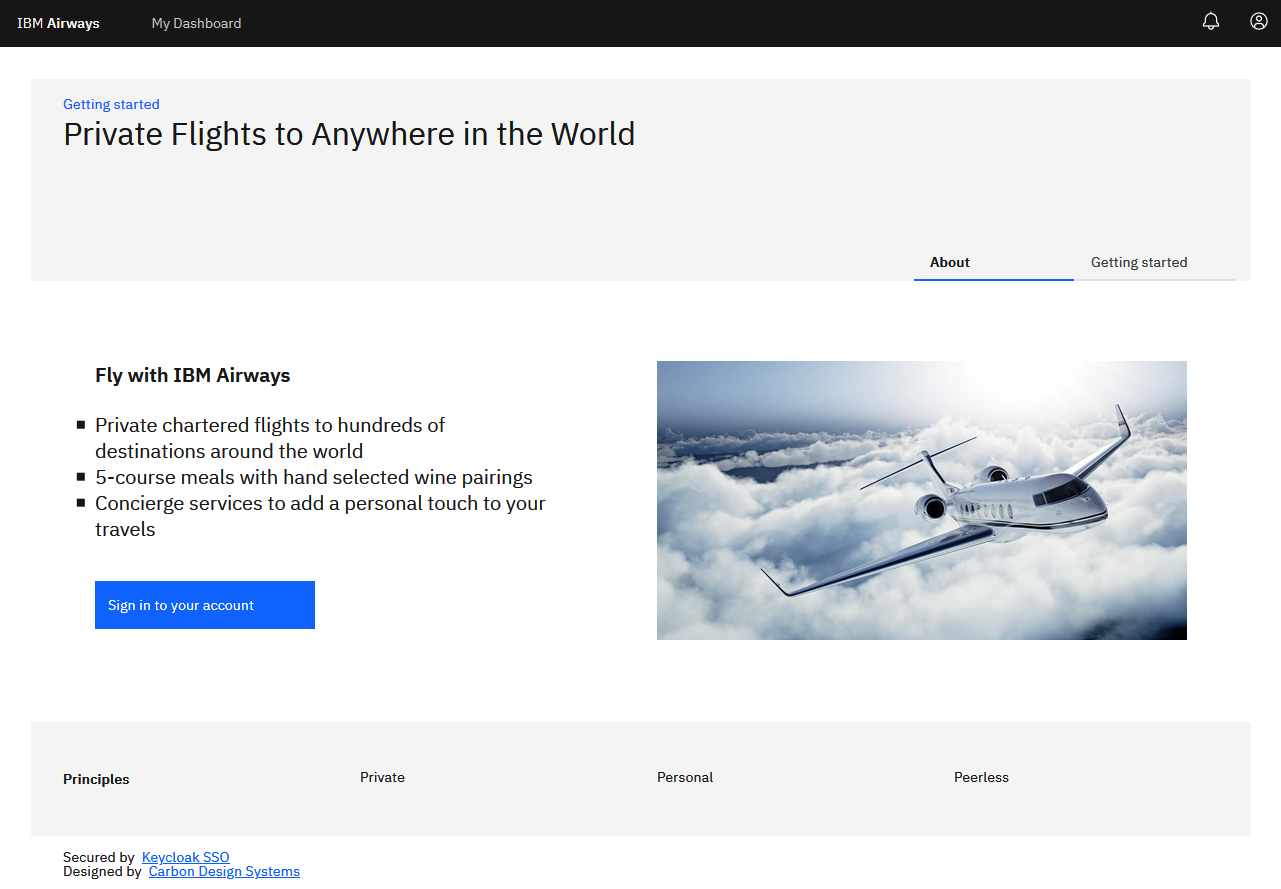 IBM Airways
My Dashboard
Getting started
Private Flights to Anywhere in the World
About
Getting started
Fly with IBM Airways
Private chartered flights to hundreds of
destinations around the world
5-course meals with hand selected wine pairings
Concierge services to add a personal touch to your
travels
Sign in to your account
Principles
Private
Personal
Peerless
Secured by Keycloak SSO
Designed by Carbon Design Systems